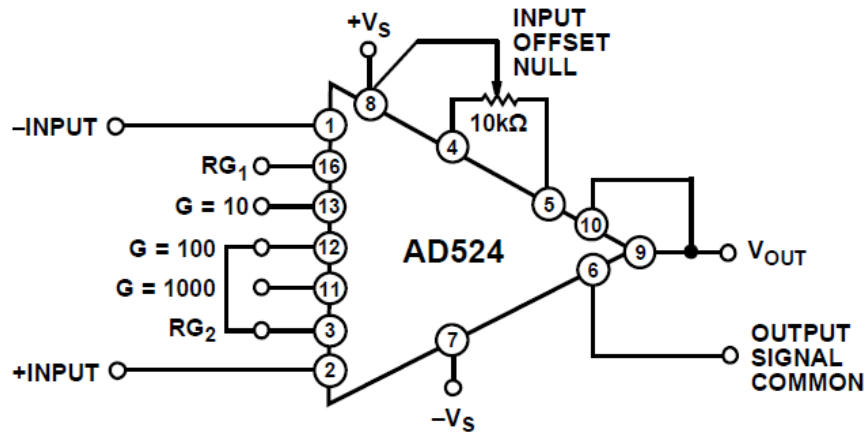 +VS
INPUT
OFFSET
NULL
8
10kΩ
–INPUT
1
4
RG1
16
G = 10
13
5
10
G = 100
12
AD524
9
VOUT
6
G = 1000
11
RG2
3
7
OUTPUT
SIGNAL
COMMON
+INPUT
2
–VS